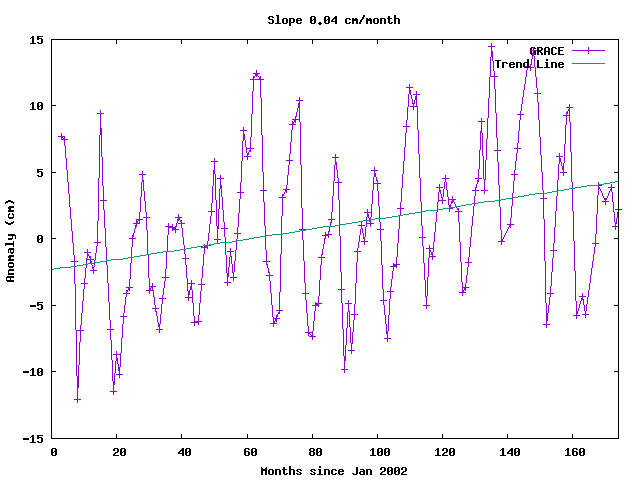 Slope 0.04 cm/month
GRACE
Trend Line
15
10
5
0
-5
-10
-15
Anomaly (cm)
0 20 40 60 80 100 120 140 160
Months since Jan 2002